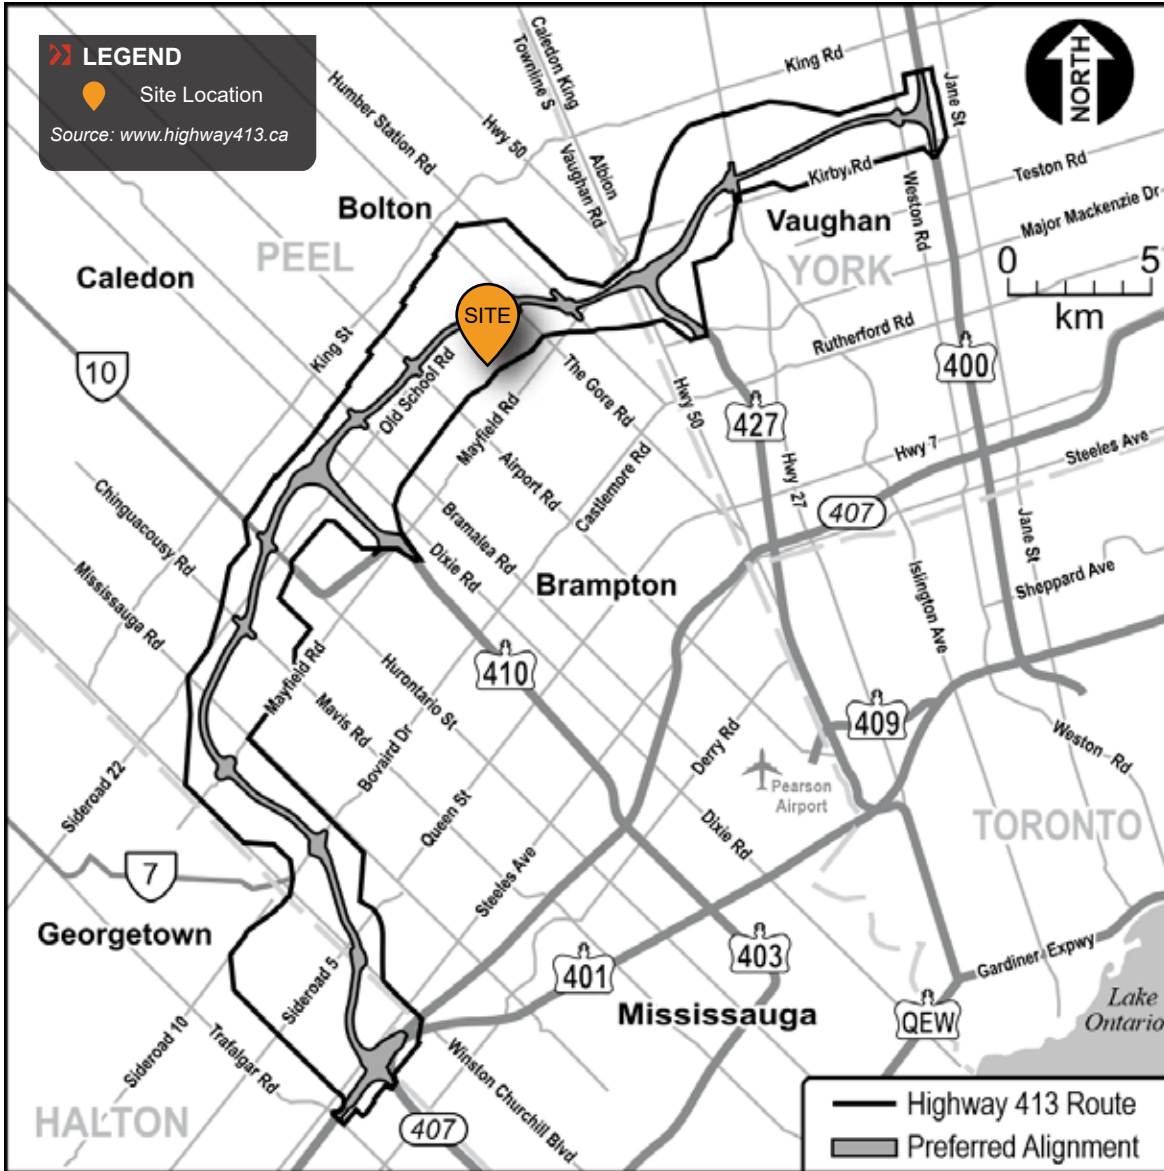 LEGEND
Site Location
Source: www.highway413.ca
Caledon King
Townline S
King Rd
Jane St
NORTH
Humber Station Rd
Hwy 50
Albion
Vaughan Rd
Kirby Rd
Teston Rd
Weston Rd
Major Mackenzie Dr
Bolton
PEEL
Vaughan
YORK
Caledon
0
5
km
SITE
King St
Old School Rd
Rutherford Rd
10
400
The Gore Rd
Hwy 50
427
Mayfield Rd
Airport Rd
Castlemore Rd
Hwy 27
Hwy 7
Steeles Ave
407
Chinguacousy Rd
Bramalea Rd
Dixie Rd
Jane St
Mississauga Rd
Brampton
Islington Ave
Sheppard Ave
410
Mayfield Rd
Hurontario St
Mavis Rd
Bovaird Dr
409
Derry Rd
Weston Rd
Pearson
Airport
Sideroad 22
Queen St
Dixie Rd
TORONTO
7
Steeles Ave
Georgetown
403
401
Gardiner Expwy
Sideroad 5
Mississauga
QEW
Lake
Ontario
Sideroad 10
Trafalgar Rd
Winston Churchill Blvd
HALTON
407
Highway 413 Route
Preferred Alignment